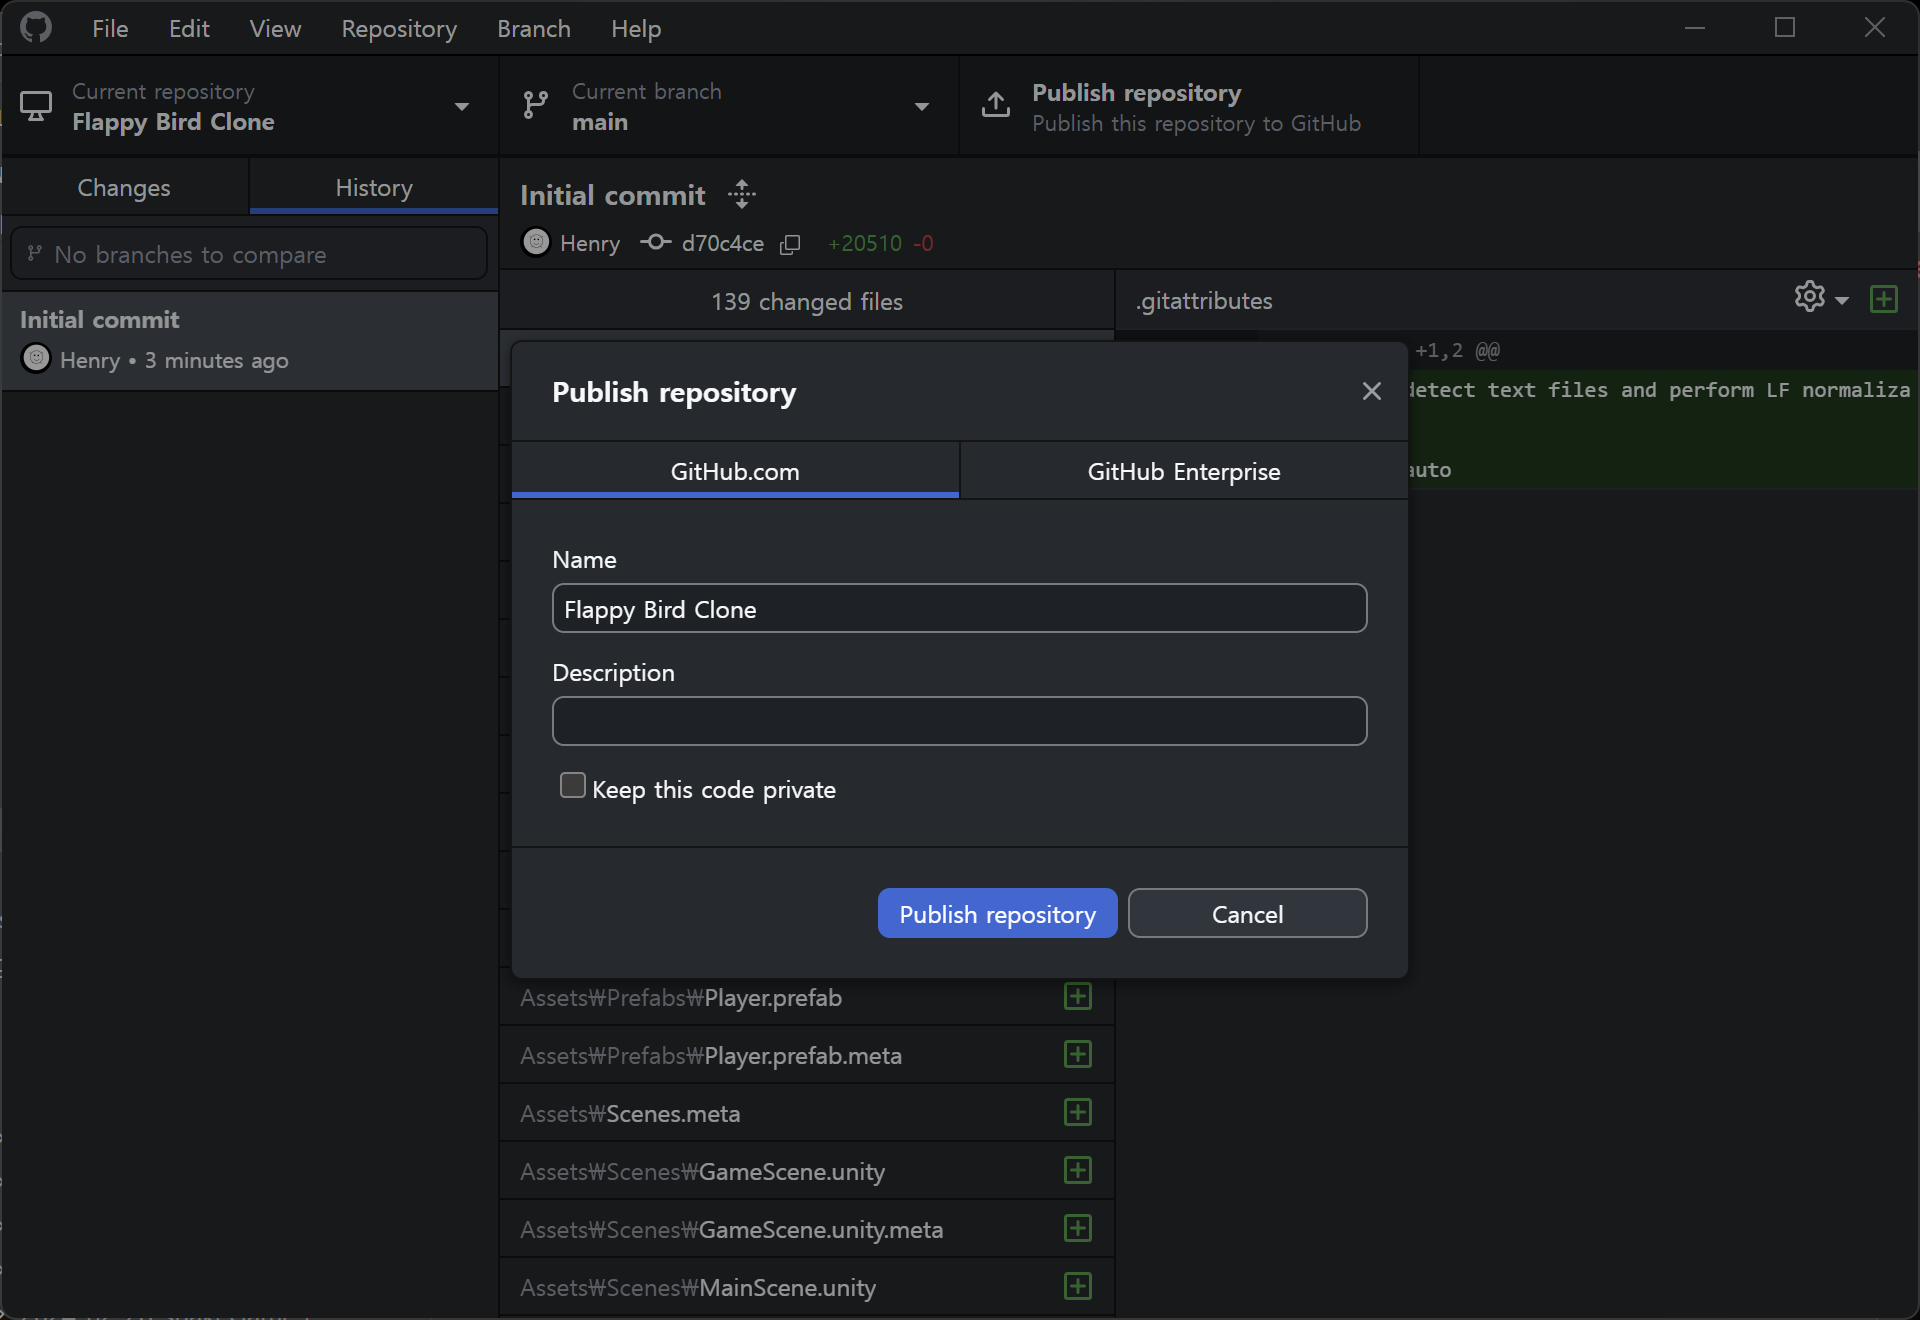 File Edit View Repository Branch Help
Current repository
Flappy Bird Clone
Current branch
main
Publish repository
Publish this repository to GitHub
Changes
History
No branches to compare
Initial commit
Henry • 3 minutes ago
Initial commit
Henry d70c4ce +20510 -0
139 changed files
.gitattributes
+1,2 @@
detect text files and perform LF normaliza
auto
Publish repository
GitHub.com
GitHub Enterprise
Name
Flappy Bird Clone
Description
Keep this code private
Publish repository
Cancel
Assets₩Prefabs₩Player.prefab
Assets₩Prefabs₩Player.prefab.meta
Assets₩Scenes.meta
Assets₩Scenes₩GameScene.unity
Assets₩Scenes₩GameScene.unity.meta
Assets₩Scenes₩MainScene.unity